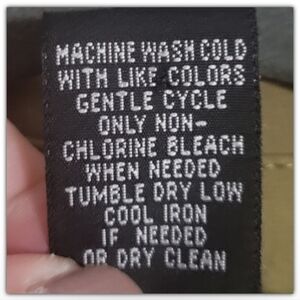 MACHINE WASH COLD
WITH LIKE COLORS
GENTLE CYCLE
ONLY NON-
CHLORINE BLEACH
WHEN NEEDED
TUMBLE DRY LOW
COOL IRON
IF NEEDED
OR DRY CLEAN